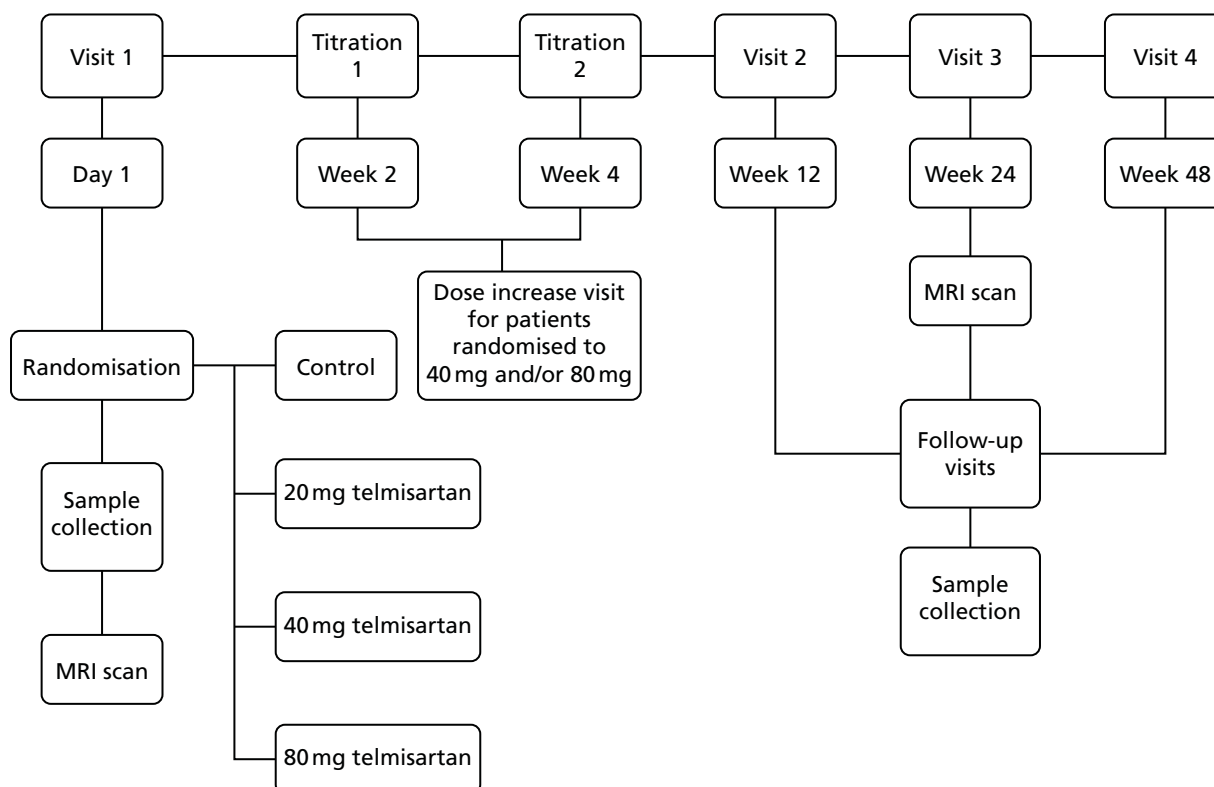 Visit 1
Titration
1
Titration
2
Visit 2
Visit 3
Visit 4
Day 1
Week 2
Week 4
Week 12
Week 24
Week 48
Dose increase visit
for patients
randomised to
40 mg and/or 80 mg
MRI scan
Randomisation
Control
Follow-up
visits
Sample
collection
20 mg telmisartan
Sample
collection
40 mg telmisartan
MRI scan
80 mg telmisartan